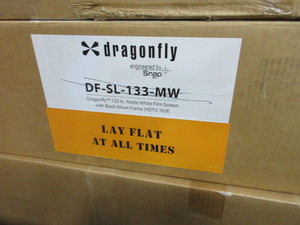 dragonfly
engineered by
Snap
DF-SL-133-MW
Dragonfly™ 133 in. Matte White Film Screen
with Black Velvet Frame (HDTV, 16:9)
LAY FLAT
AT ALL TIMES